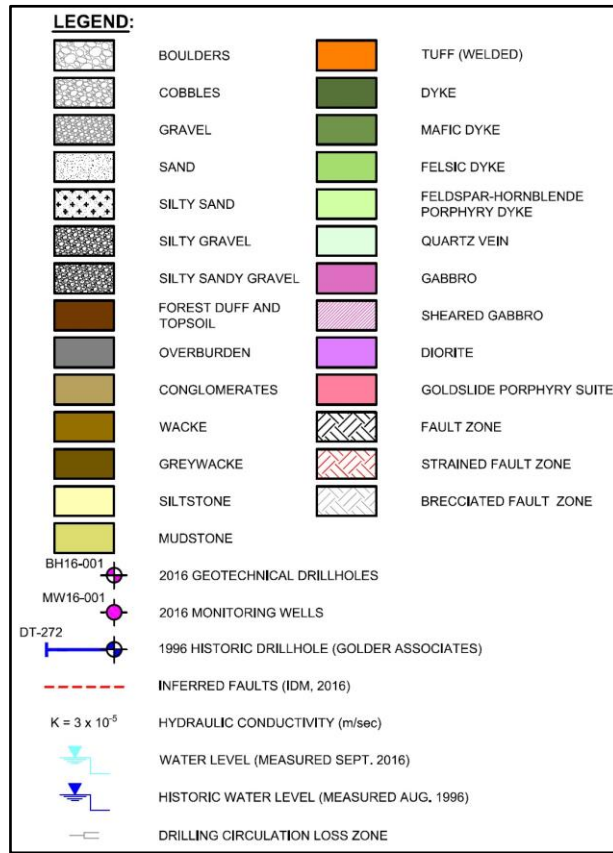 LEGEND:
BOULDERS
COBBLES
GRAVEL
SAND
SILTY SAND
SILTY GRAVEL
SILTY SANDY GRAVEL
FOREST DUFF AND
TOPSOIL
OVERBURDEN
CONGLOMERATES
WACKE
GREYWACKE
SILTSTONE
MUDSTONE
TUFF (WELDED)
DYKE
MAFIC DYKE
FELSIC DYKE
FELDSPAR-HORNBLENDE
PORPHYRY DYKE
QUARTZ VEIN
GABBRO
SHEARED GABBRO
DIORITE
GOLDSLIDE PORPHYRY SUITE
FAULT ZONE
STRAINED FAULT ZONE
BRECCIATED FAULT ZONE
BH16-001
2016 GEOTECHNICAL DRILLHOLES
MW16-001
2016 MONITORING WELLS
DT-272
1996 HISTORIC DRILLHOLE (GOLDER ASSOCIATES)
INFERRED FAULTS (IDM, 2016)
K = 3 x 10⁻⁵ HYDRAULIC CONDUCTIVITY (m/sec)
WATER LEVEL (MEASURED SEPT. 2016)
HISTORIC WATER LEVEL (MEASURED AUG. 1996)
DRILLING CIRCULATION LOSS ZONE